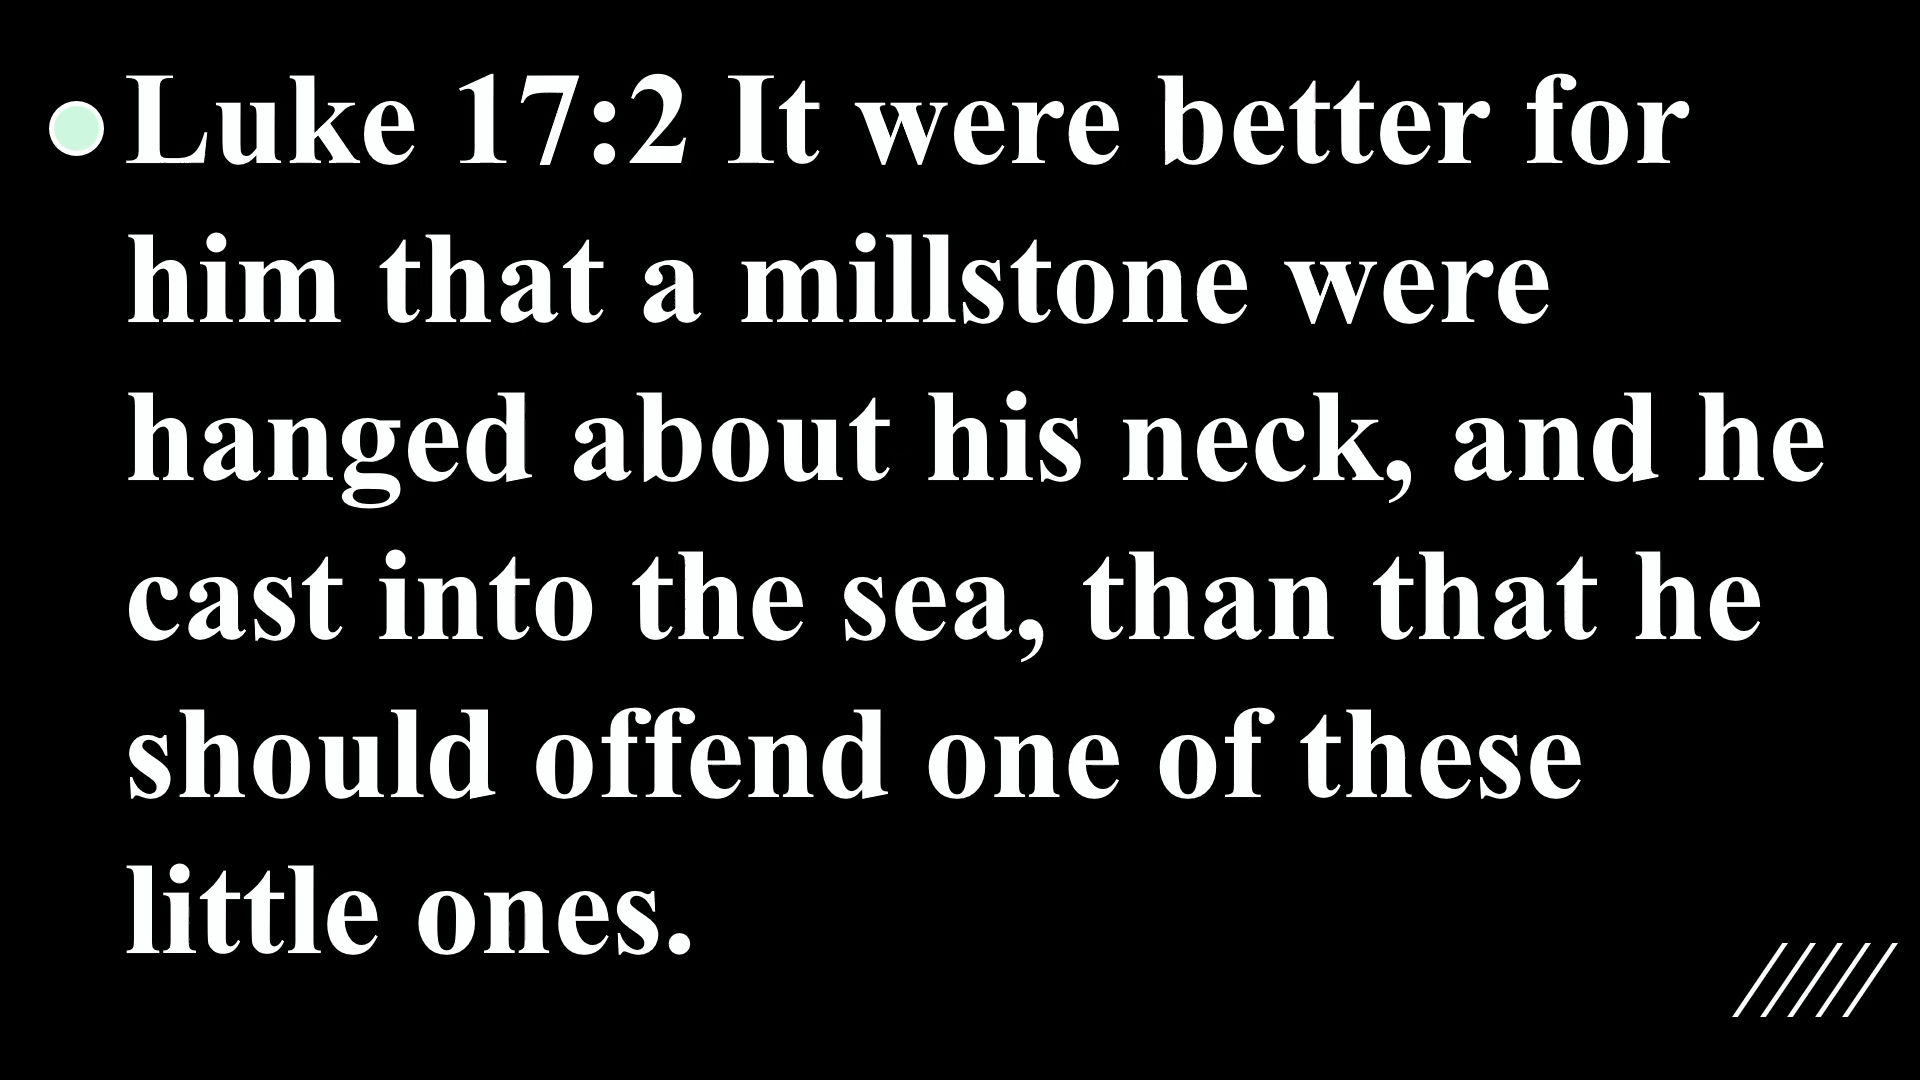 Luke 17:2 It were better for
him that a millstone were
hanged about his neck, and he
cast into the sea, than that he
should offend one of these
little ones.